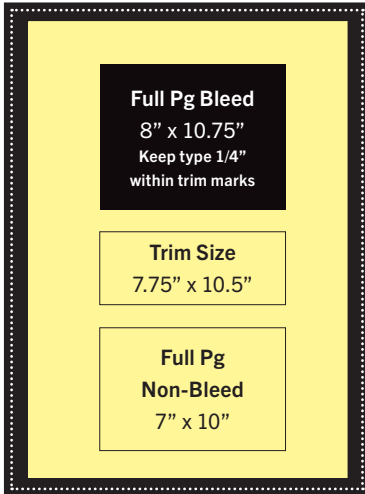 Full Pg Bleed
8” x 10.75”
Keep type 1/4”
within trim marks
Trim Size
7.75” x 10.5”
Full Pg
Non-Bleed
7” x 10”